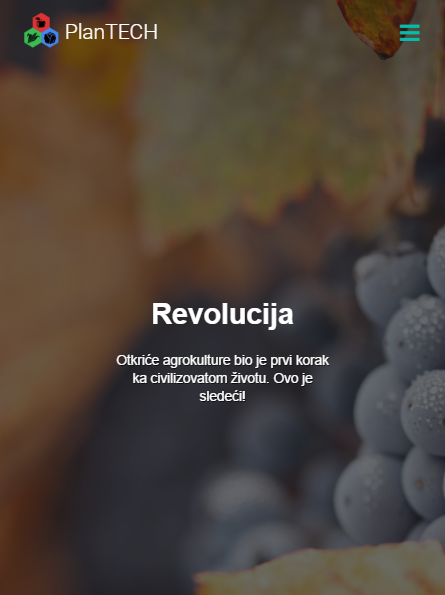 PlanTECH
Revolucija
Otkriće agrokulture bio je prvi korak
ka civilizovatom životu. Ovo je
sledeći!